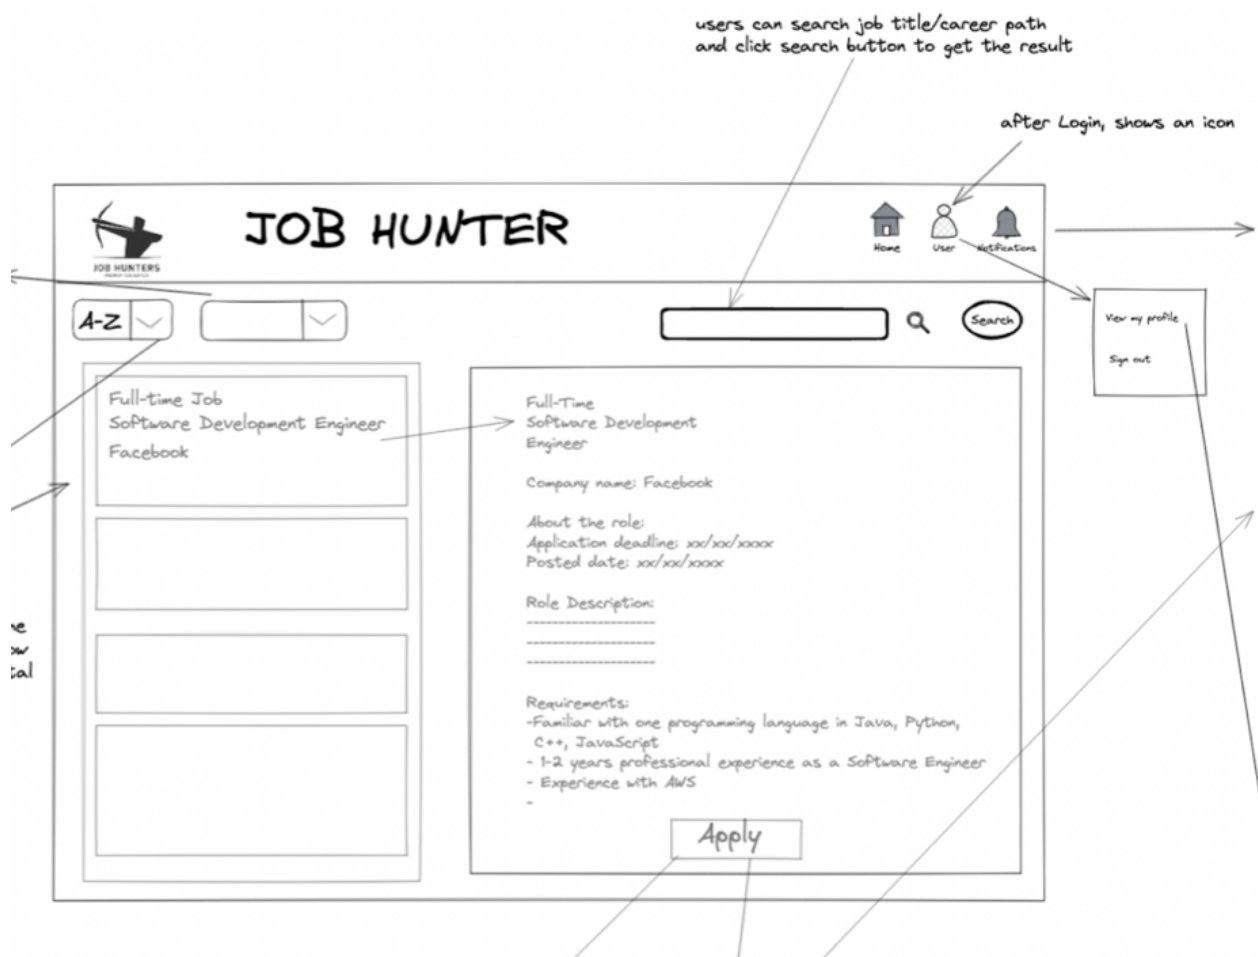 users can search job title/career path
and click search button to get the result
after Login, shows an icon
JOB HUNTERS
JOB HUNTER
Home
User
Notifications
A-Z
Search
View my profile
Sign out
Full-time Job
Software Development Engineer
Facebook
Full-Time
Software Development
Engineer
Company name: Facebook
About the role:
Application deadline: xx/xx/xxxx
Posted date: xx/xx/xxxx
Role Description:
--------------------
--------------------
--------------------
Requirements:
-Familiar with one programming language in Java, Python,
C++, JavaScript
- 1-2 years professional experience as a Software Engineer
- Experience with AWS
-
Apply